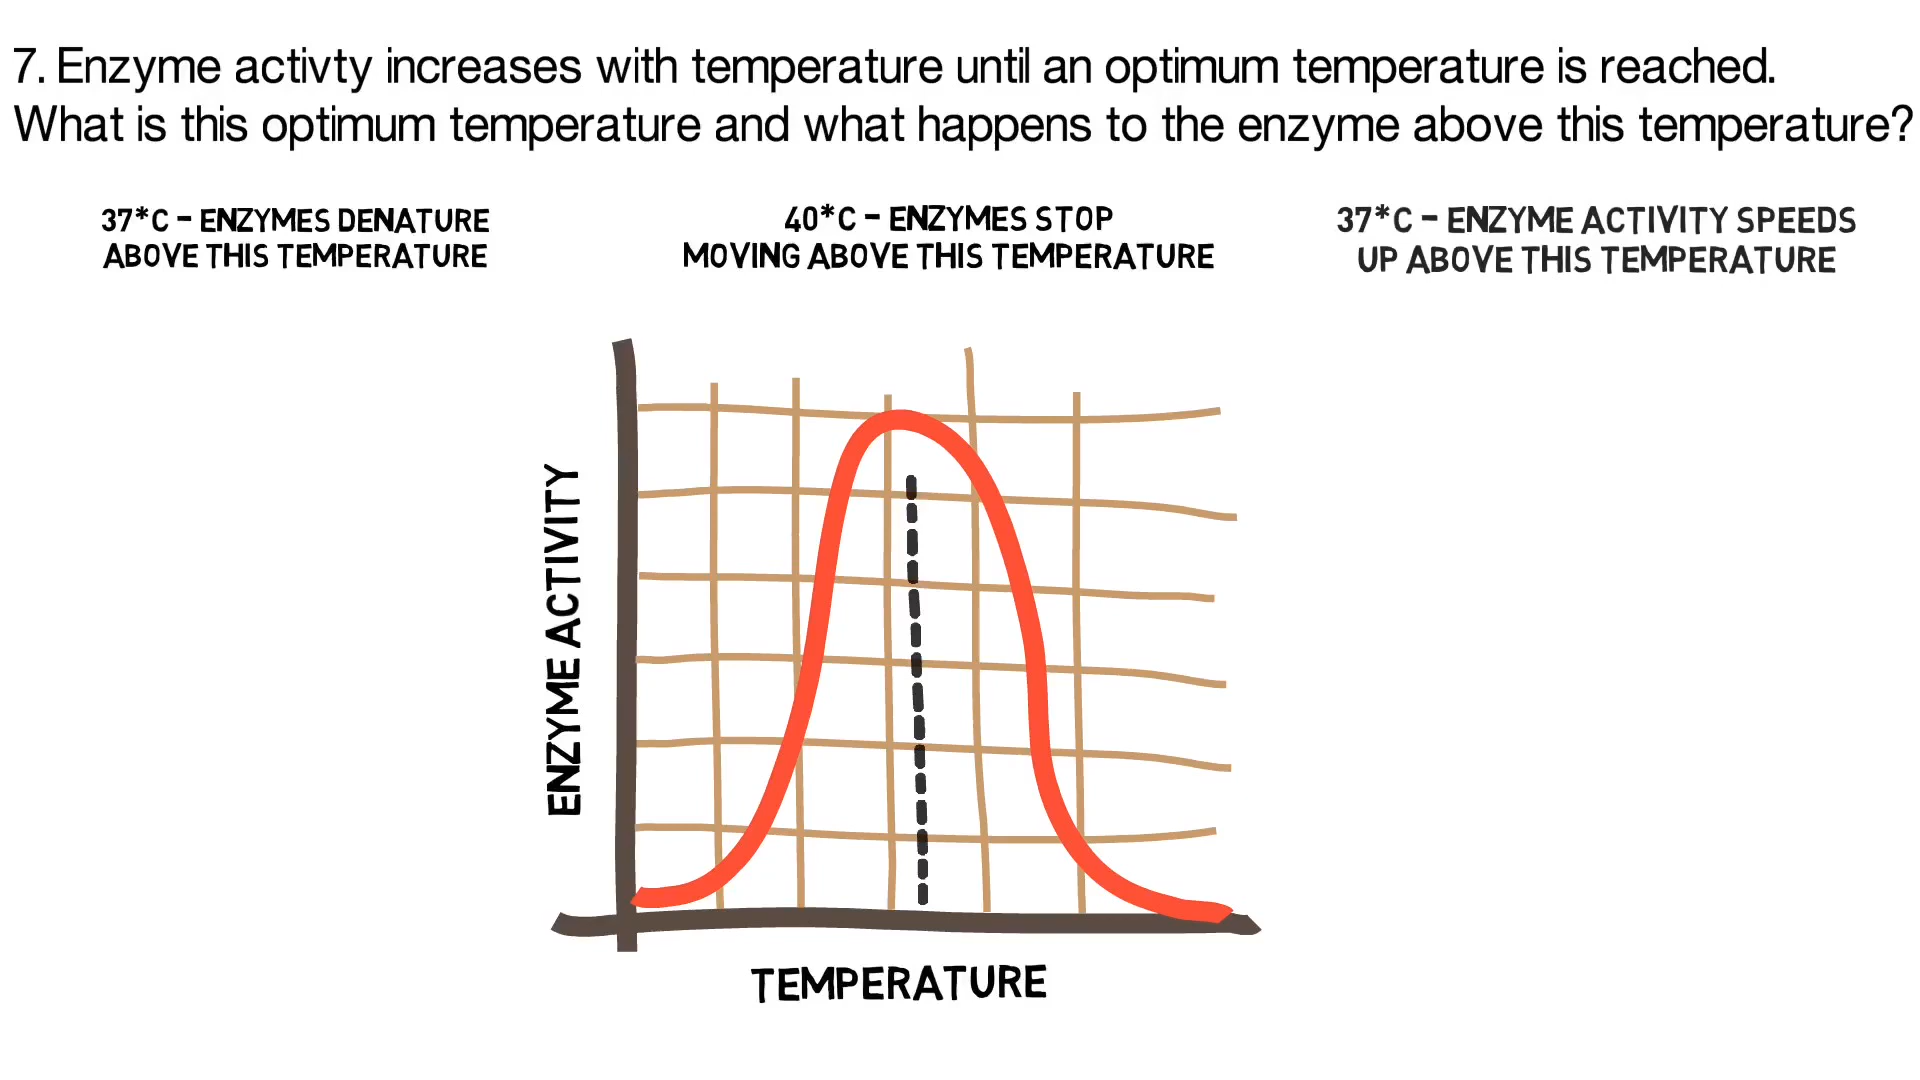 7. Enzyme activty increases with temperature until an optimum temperature is reached.
What is this optimum temperature and what happens to the enzyme above this temperature?
37*C - ENZYMES DENATURE
ABOVE THIS TEMPERATURE
40*C - ENZYMES STOP
MOVING ABOVE THIS TEMPERATURE
37*C - ENZYME ACTIVITY SPEEDS
UP ABOVE THIS TEMPERATURE
ENZYME ACTIVITY
TEMPERATURE